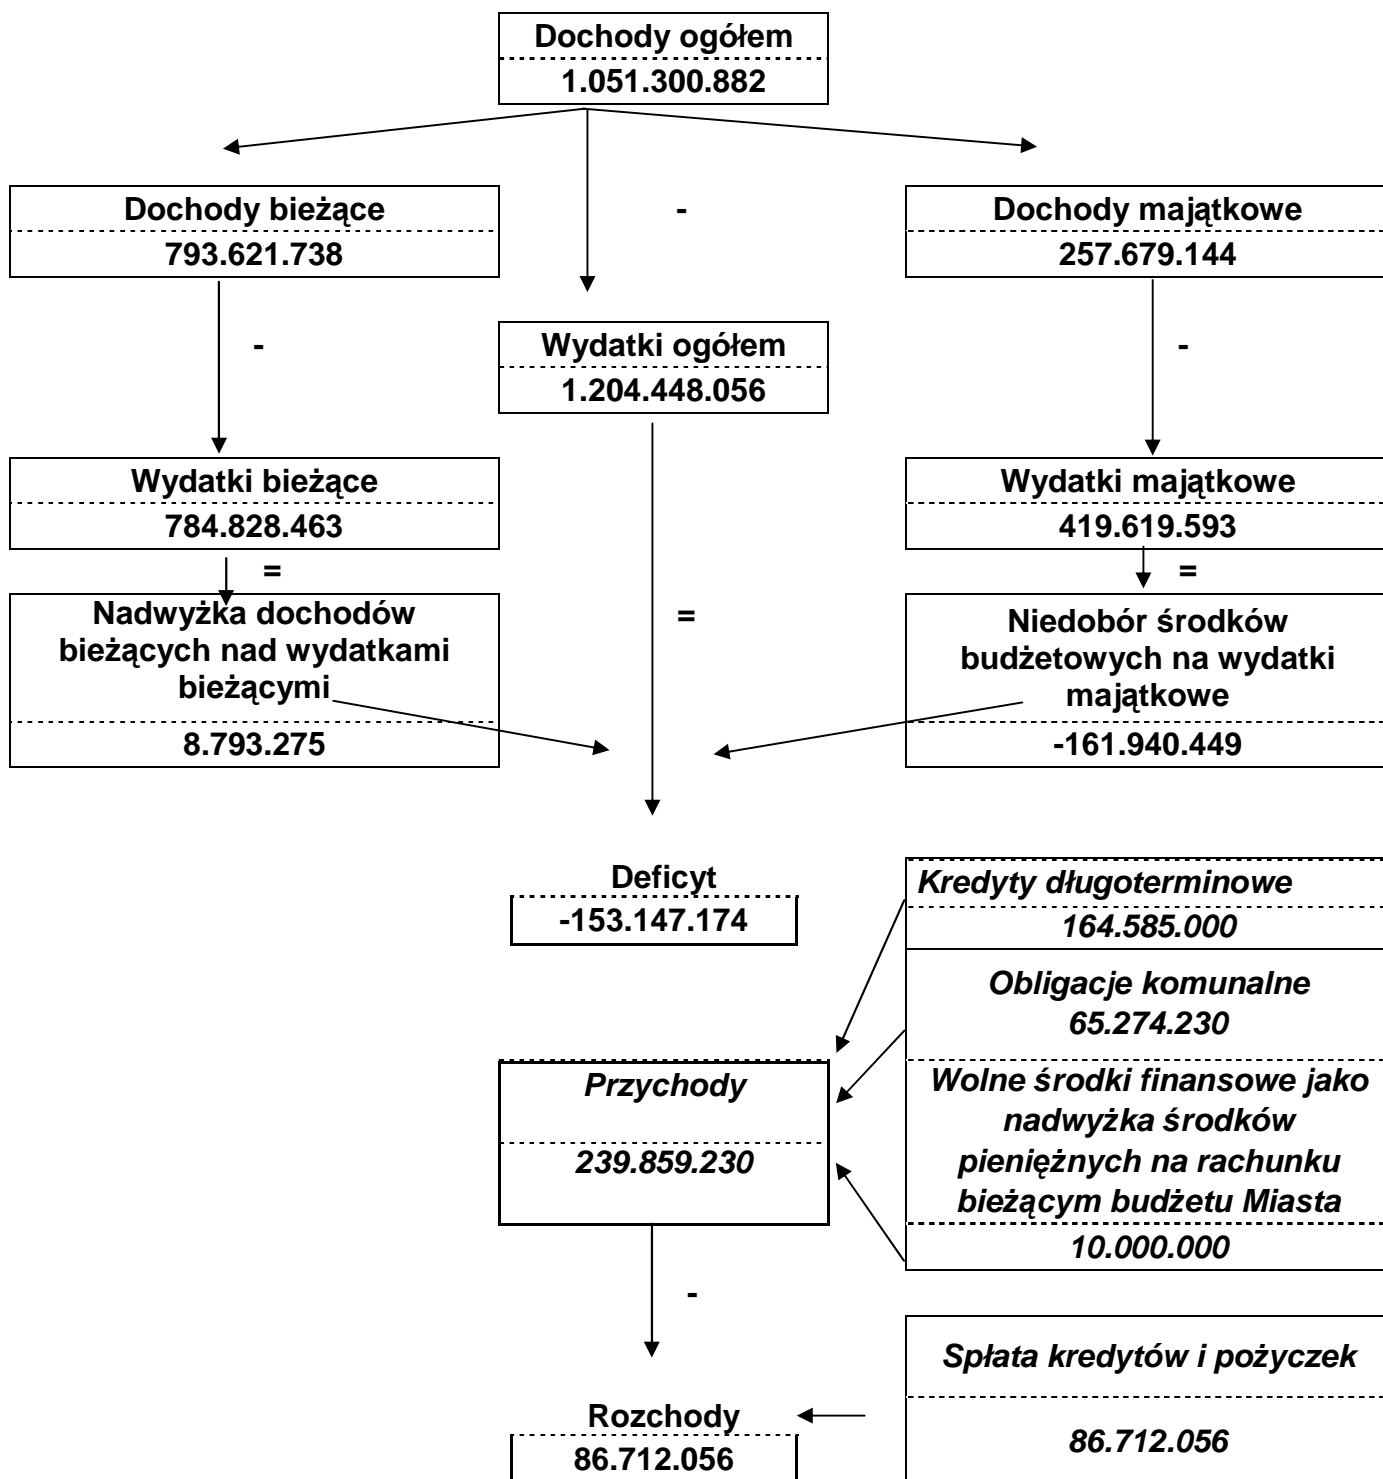 Dochody ogółem
1.051.300.882
Dochody bieżące
793.621.738
-
Dochody majątkowe
257.679.144
-
Wydatki ogółem
1.204.448.056
-
Wydatki bieżące
784.828.463
=
Wydatki majątkowe
419.619.593
=
Nadwyżka dochodów
bieżących nad wydatkami
bieżącymi
8.793.275
=
Niedobór środków
budżetowych na wydatki
majątkowe
-161.940.449
Deficyt
-153.147.174
Kredyty długoterminowe
164.585.000
Obligacje komunalne
65.274.230
Przychody
239.859.230
Wolne środki finansowe jako
nadwyżka środków
pieniężnych na rachunku
bieżącym budżetu Miasta
10.000.000
-
Rozchody
86.712.056
Spłata kredytów i pożyczek
86.712.056